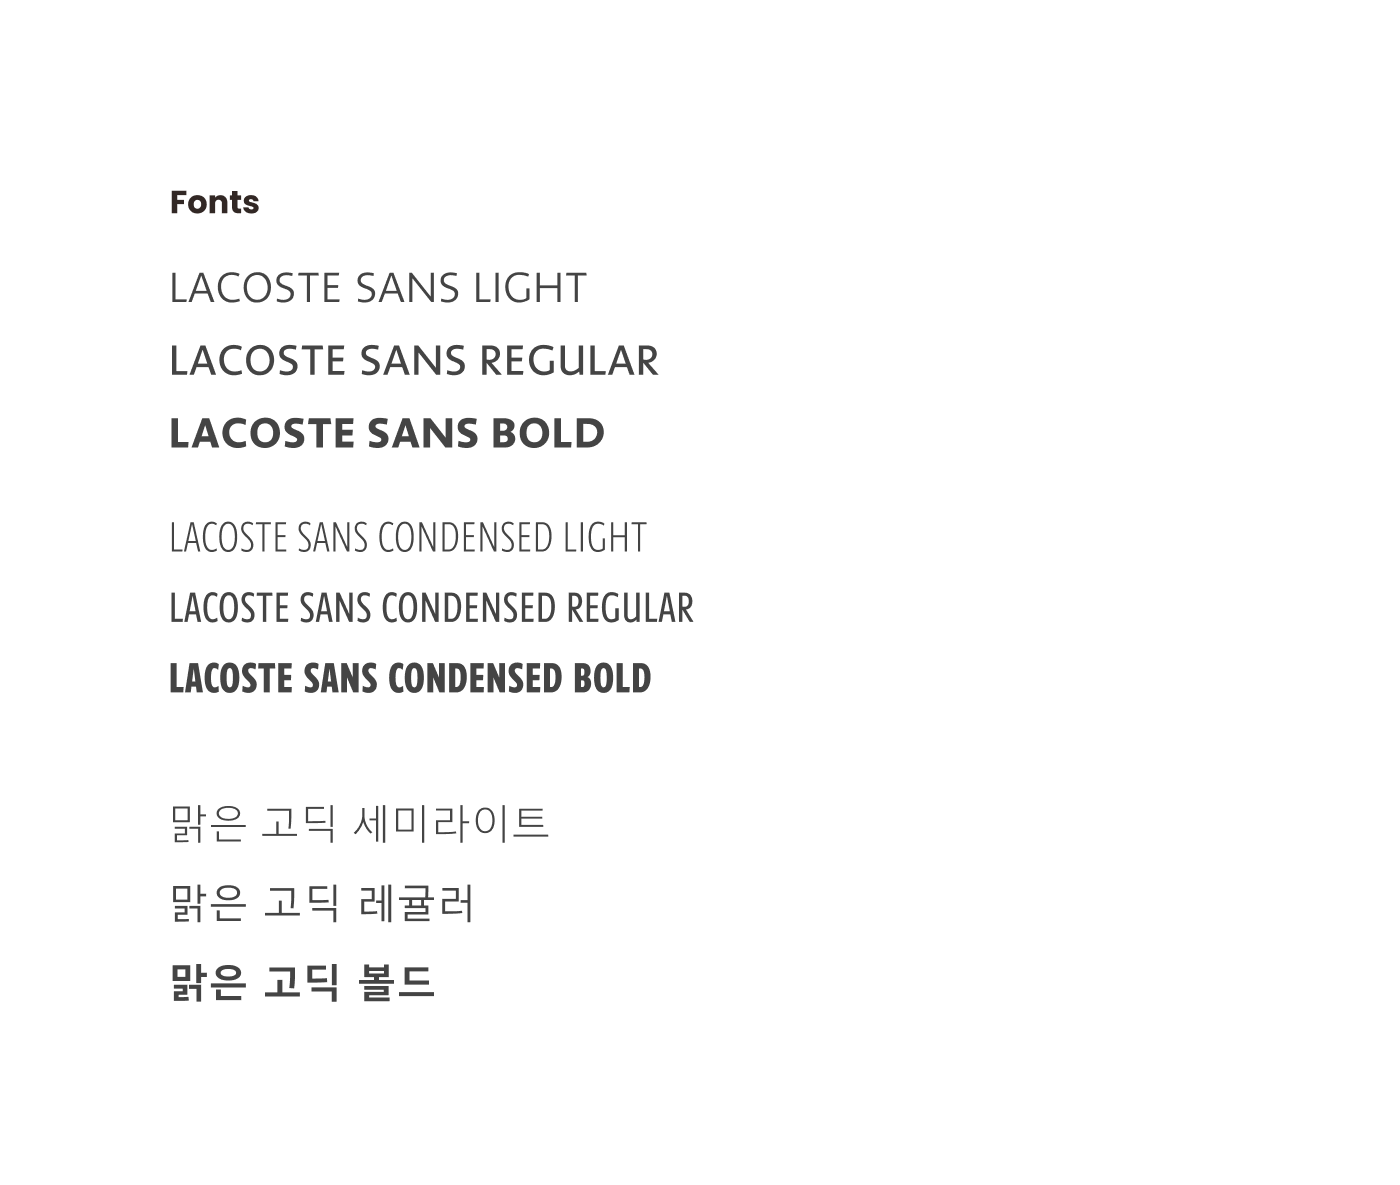 Fonts
LACOSTE SANS LIGHT
LACOSTE SANS REGULAR
LACOSTE SANS BOLD
LACOSTE SANS CONDENSED LIGHT
LACOSTE SANS CONDENSED REGULAR
LACOSTE SANS CONDENSED BOLD
맑은 고딕 세미라이트
맑은 고딕 레귤러
맑은 고딕 볼드